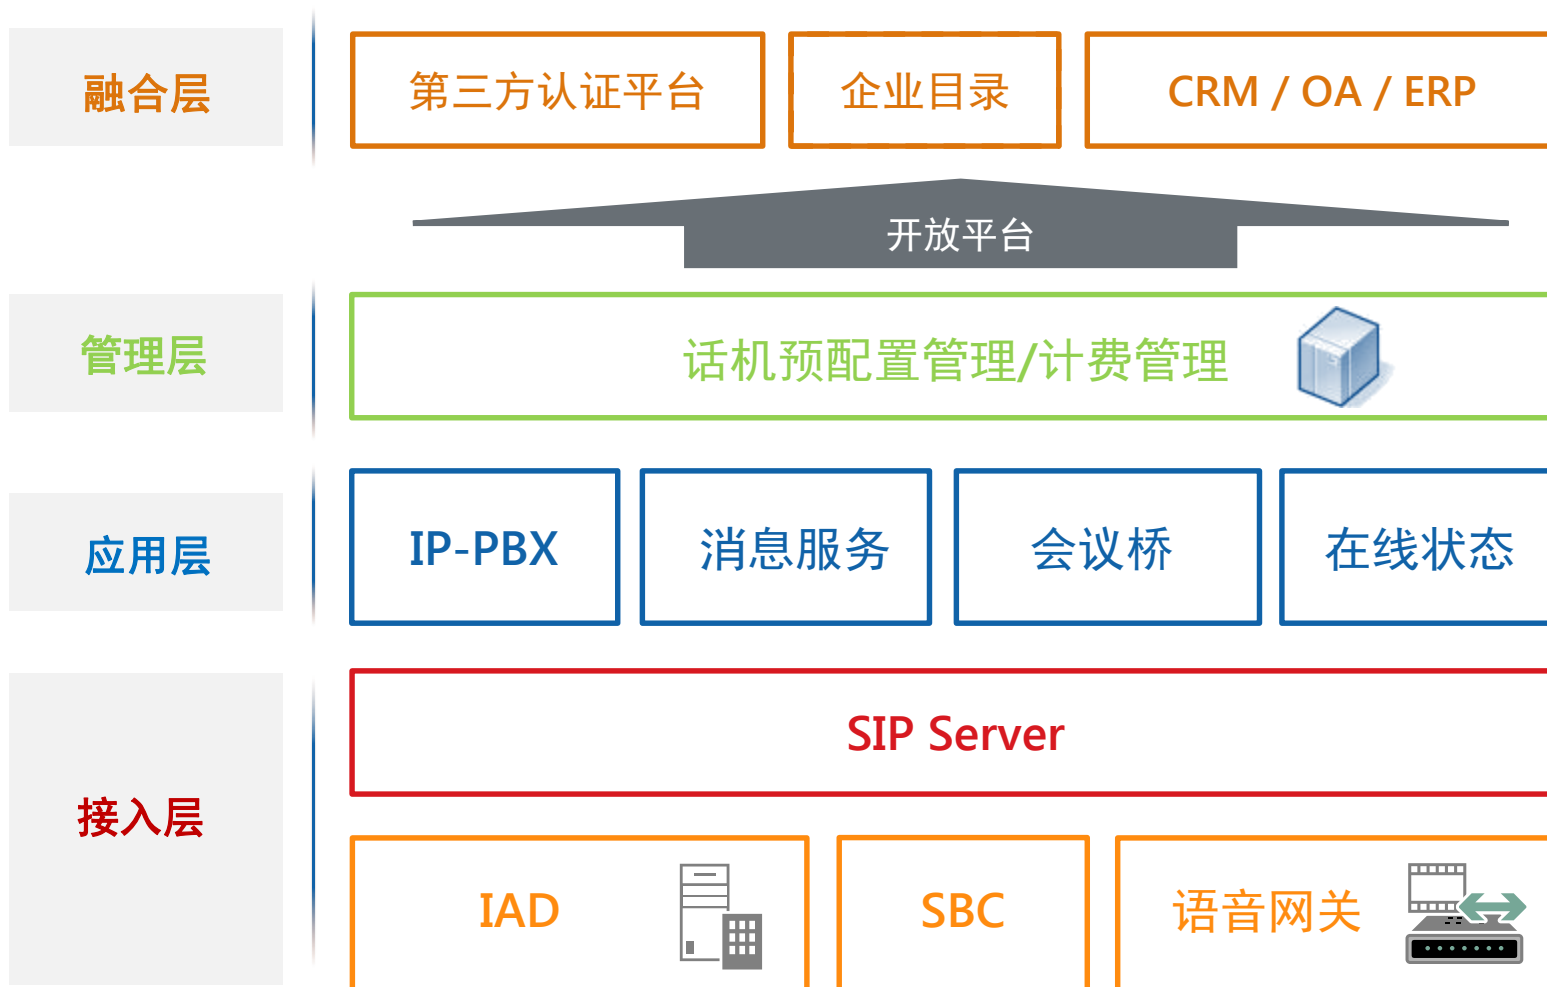 融合层
第三方认证平台
企业目录
CRM / OA / ERP
开放平台
管理层
话机预配置管理/计费管理
应用层
IP-PBX
消息服务
会议桥
在线状态
接入层
SIP Server
IAD
SBC
语音网关